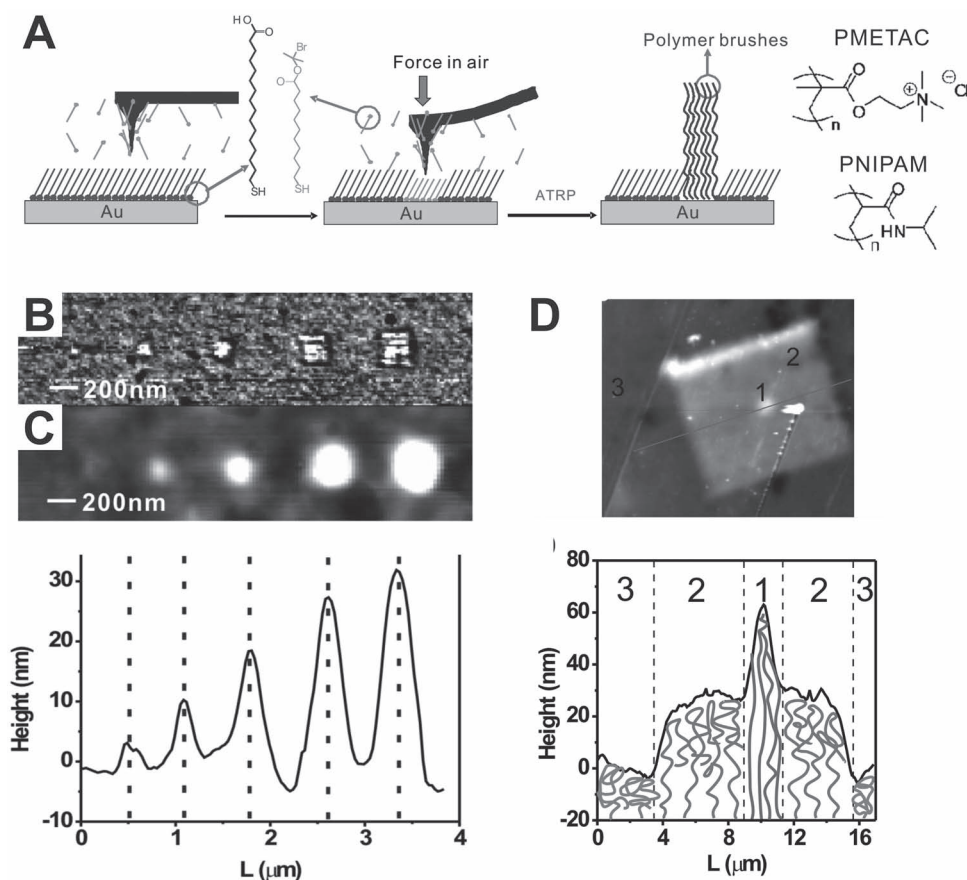 A
HO
O
Br
O
O
SH
SH
Au
Force in air
Au
ATRP
Polymer brushes
Au
PMETAC
O
O
N
n
PNIPAM
O
HN
n
B
200nm
C
200nm
Height (nm)
30
20
10
0
-10
0 1 2 3 4
L (μm)
D
3
1
2
Height (nm)
80
60
40
20
0
-20
3 2 1 2 3
0 4 8 12 16
L (μm)